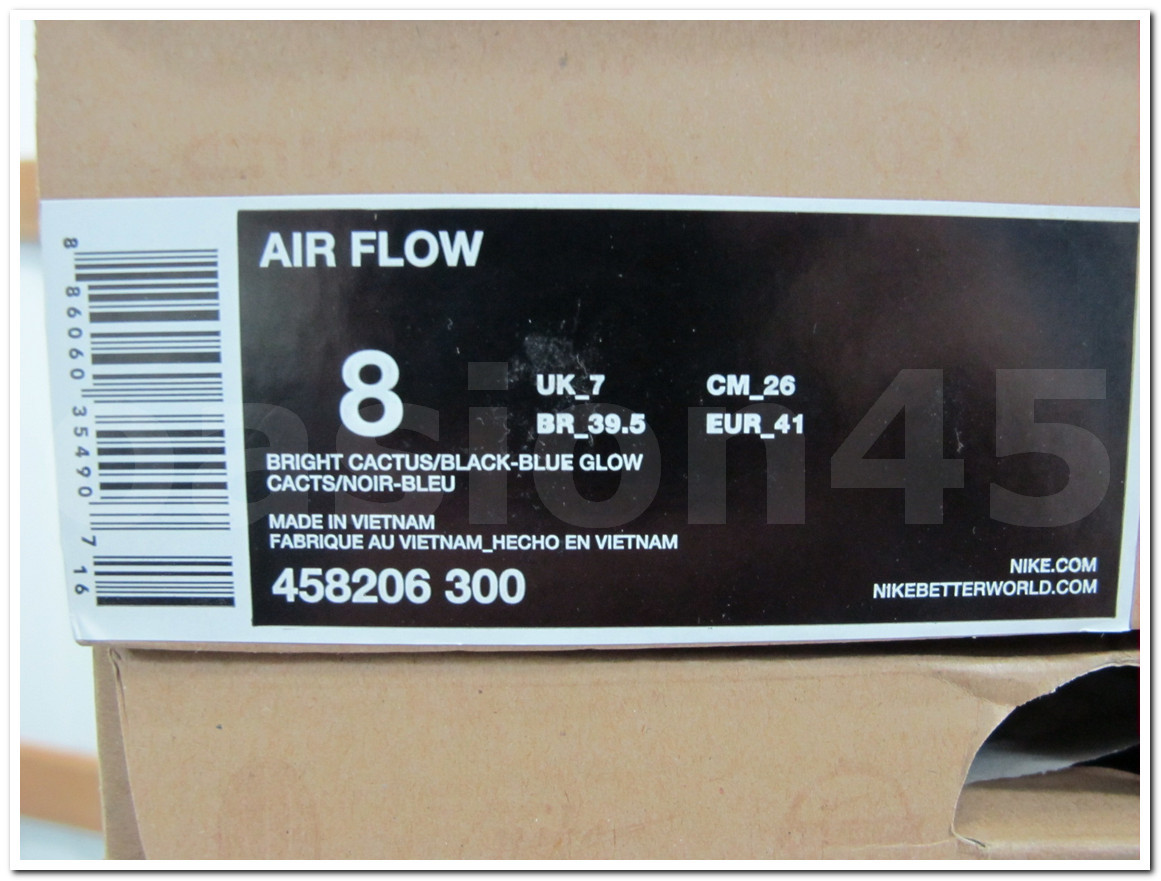 AIR FLOW
8
UK_7 CM_26
BR_39.5 EUR_41
BRIGHT CACTUS/BLACK-BLUE GLOW
CACTS/NOIR-BLEU
MADE IN VIETNAM
FABRIQUE AU VIETNAM_HECHO EN VIETNAM
458206 300
NIKE.COM
NIKEBETTERWORLD.COM
8 86060 35490 7 16
pasion45